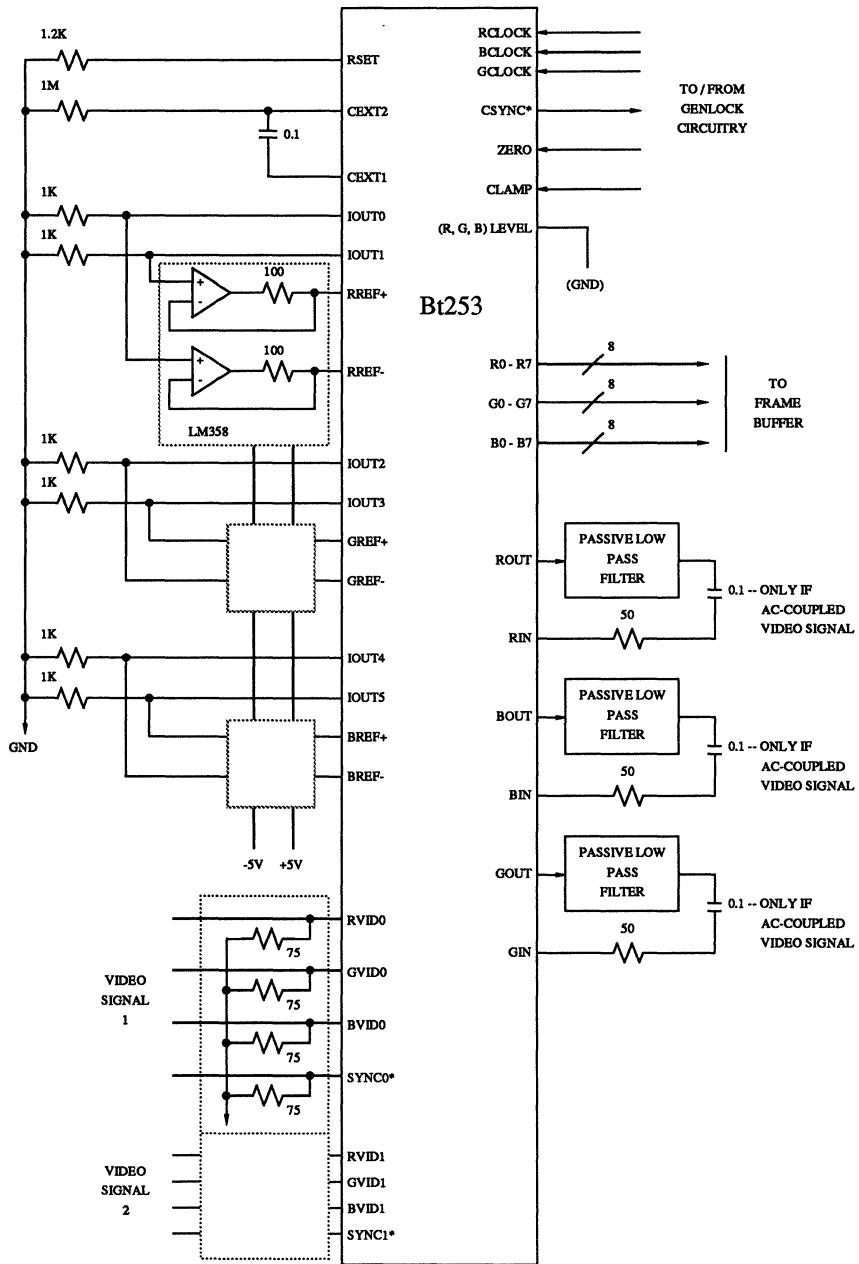 1.2K
RSET
1M
CEXT2
0.1
CEXT1
1K
IOUT0
1K
IOUT1
+
-
100
RREF+
+
-
100
RREF-
LM358
1K
IOUT2
1K
IOUT3
GREF+
GREF-
1K
IOUT4
1K
IOUT5
BREF+
BREF-
GND
-5V
+5V
RVID0
75
GVID0
75
BVID0
75
SYNC0*
75
VIDEO
SIGNAL
1
RVID1
GVID1
BVID1
SYNC1*
VIDEO
SIGNAL
2
Bt253
RCLOCK
BCLOCK
GCLOCK
CSYNC*
ZERO
CLAMP
TO / FROM
GENLOCK
CIRCUITRY
(R, G, B) LEVEL
(GND)
R0 - R7
8
G0 - G7
8
B0 - B7
8
TO
FRAME
BUFFER
ROUT
PASSIVE LOW
PASS
FILTER
0.1 -- ONLY IF
AC-COUPLED
VIDEO SIGNAL
50
RIN
BOUT
PASSIVE LOW
PASS
FILTER
0.1 -- ONLY IF
AC-COUPLED
VIDEO SIGNAL
50
BIN
GOUT
PASSIVE LOW
PASS
FILTER
0.1 -- ONLY IF
AC-COUPLED
VIDEO SIGNAL
50
GIN